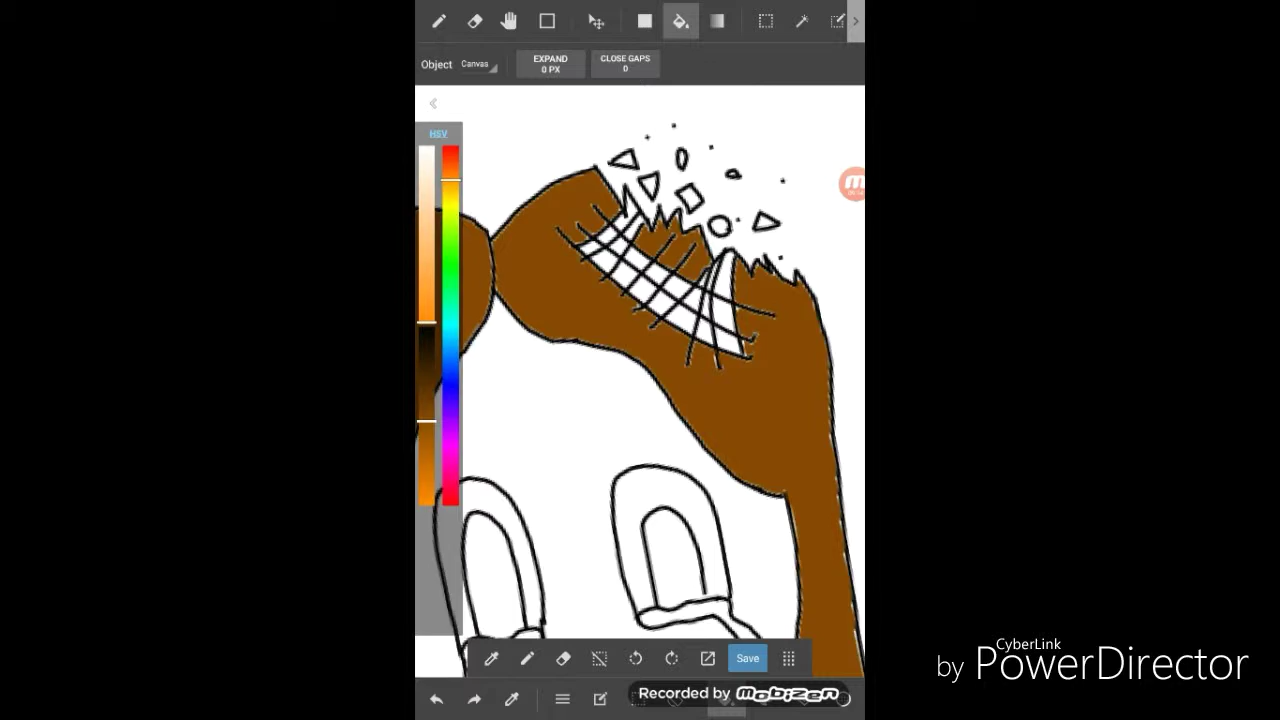 Object Canvas EXPAND 0 PX CLOSE GAPS 0
HSV
Save
Recorded by mobizen
CyberLink
by PowerDirector